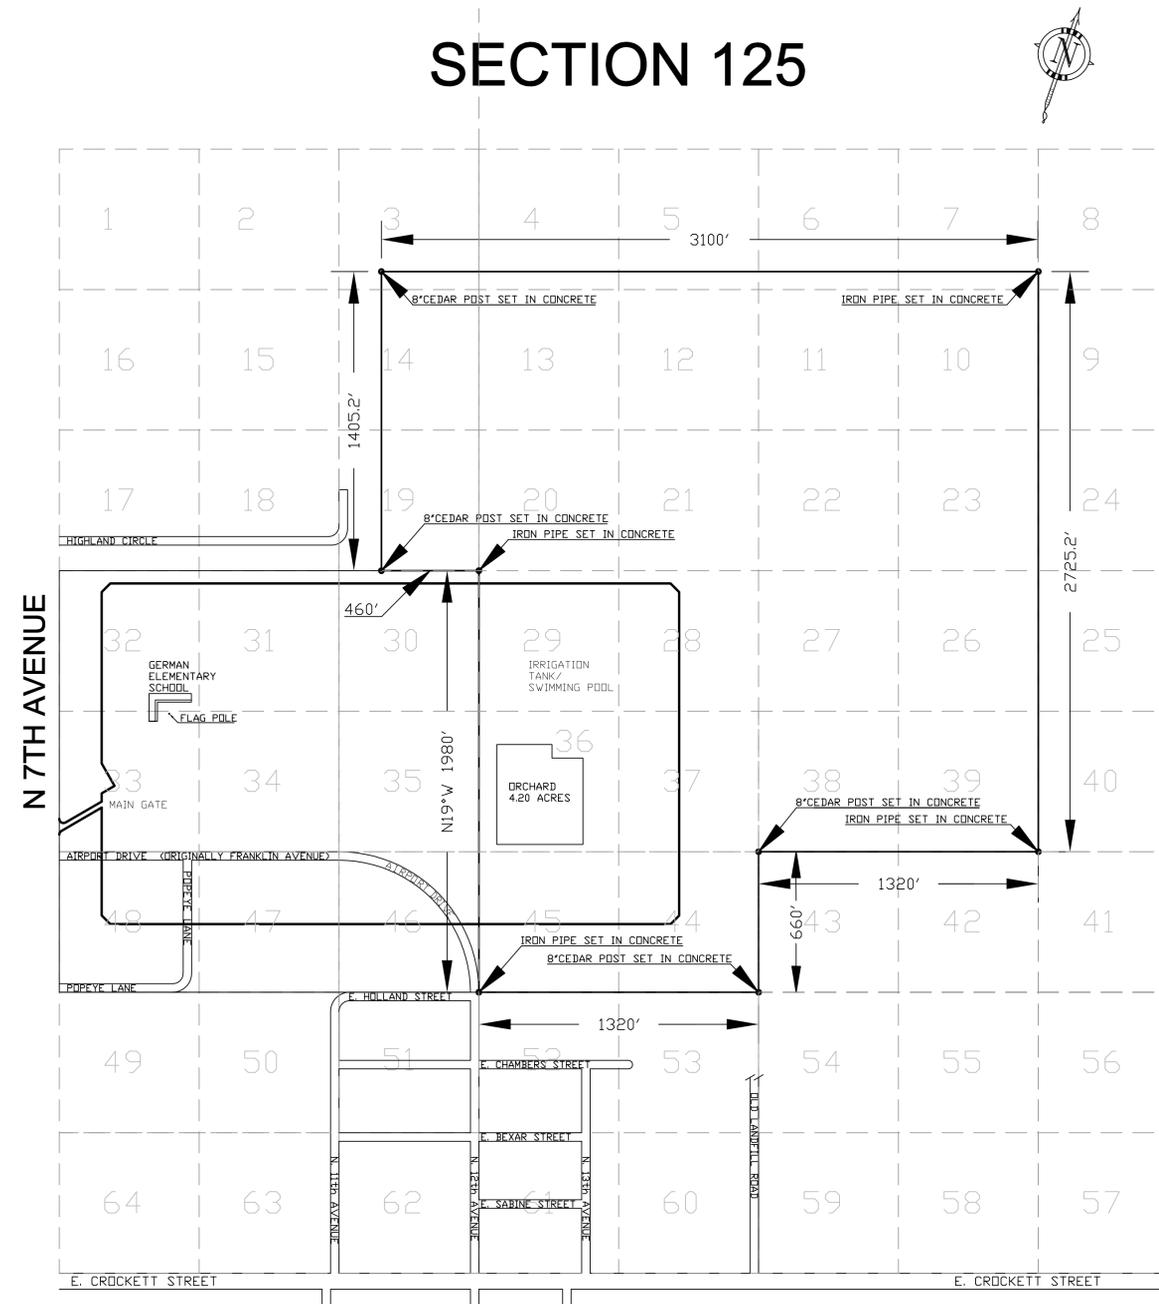 SECTION 125
N
1
2
3
4
5
6
7
8
3100'
8"CEDAR POST SET IN CONCRETE
IRON PIPE SET IN CONCRETE
16
15
14
13
12
11
10
9
1405.2'
17
18
19
20
21
22
23
24
8"CEDAR POST SET IN CONCRETE
IRON PIPE SET IN CONCRETE
HIGHLAND CIRCLE
2725.2'
460'
N 7TH AVENUE
32
31
30
29
28
27
26
25
GERMAN
ELEMENTARY
SCHOOL
FLAG POLE
IRRIGATION
TANK/
SWIMMING POOL
N19°W 1980'
33
34
35
36
37
38
39
40
MAIN GATE
ORCHARD
4.20 ACRES
8"CEDAR POST SET IN CONCRETE
IRON PIPE SET IN CONCRETE
AIRPORT DRIVE (ORIGINALLY FRANKLIN AVENUE)
AIRPORT DRIVE
POPEYE LANE
1320'
660'
48
47
46
45
44
43
42
41
IRON PIPE SET IN CONCRETE
8"CEDAR POST SET IN CONCRETE
POPEYE LANE
E. HOLLAND STREET
1320'
49
50
51
52
53
54
55
56
E. CHAMBERS STREET
E. BEXAR STREET
OLD LANDFILL ROAD
N. 11th AVENUE
N. 12th AVENUE
N. 13th AVENUE
64
63
62
61
60
59
58
57
E. SABINE STREET
E. CROCKETT STREET
E. CROCKETT STREET